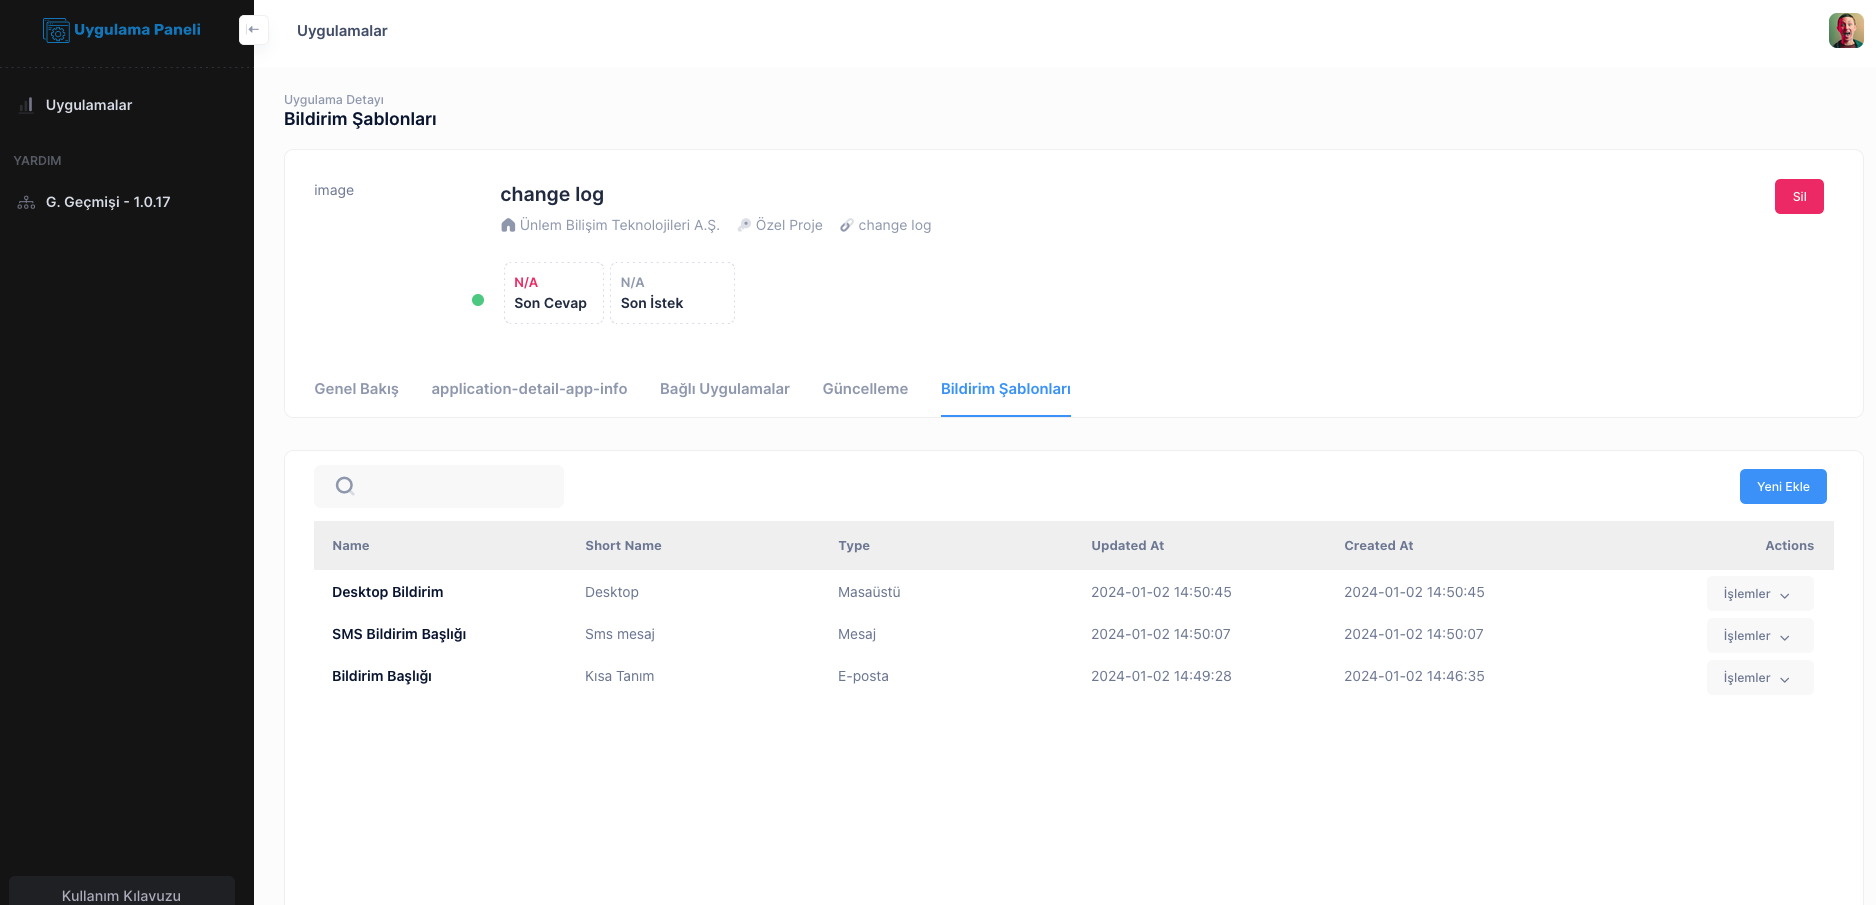 Uygulama Paneli
Uygulamalar
Uygulamalar
YARDIM
G. Geçmişi - 1.0.17
Kullanım Kılavuzu
Uygulama Detayı
Bildirim Şablonları
image
change log
Sil
Ünlem Bilişim Teknolojileri A.Ş. Özel Proje change log
N/A N/A
Son Cevap Son İstek
Genel Bakış application-detail-app-info Bağlı Uygulamalar Güncelleme Bildirim Şablonları
Yeni Ekle
Name Short Name Type Updated At Created At Actions
Desktop Bildirim Desktop Masaüstü 2024-01-02 14:50:45 2024-01-02 14:50:45 İşlemler
SMS Bildirim Başlığı Sms mesaj Mesaj 2024-01-02 14:50:07 2024-01-02 14:50:07 İşlemler
Bildirim Başlığı Kısa Tanım E-posta 2024-01-02 14:49:28 2024-01-02 14:46:35 İşlemler